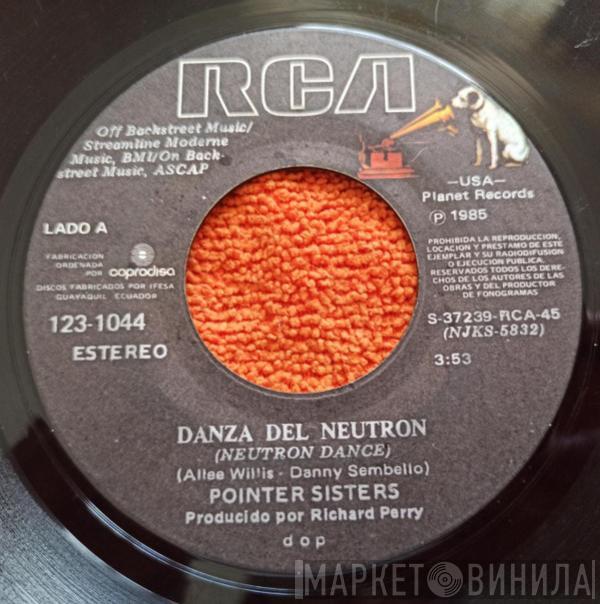 RCA
Off Backstreet Music/
Streamline Moderne
Music, BMI/On Back-
street Music, ASCAP
—USA—
Planet Records
Ⓟ 1985
LADO A
FABRICACION
ORDENADA
POR coprodisa
DISCOS FABRICADOS POR IFESA
GUAYAQUIL ECUADOR
123-1044
ESTEREO
PROHIBIDA LA REPRODUCCION,
LOCACION Y PRESTAMO DE ESTE
EJEMPLAR Y SU RADIODIFUSION
O EJECUCION PUBLICA.
RESERVADOS TODOS LOS DERE-
CHOS DE LOS AUTORES DE LAS
OBRAS Y DEL PRODUCTOR
DE FONOGRAMAS
S-37239-RCA-45
(NJKS-5832)
3:53
DANZA DEL NEUTRON
(NEUTRON DANCE)
(Allee Willis - Danny Sembello)
POINTER SISTERS
Producido por Richard Perry
dop
МАРКЕТ ВИНИЛА